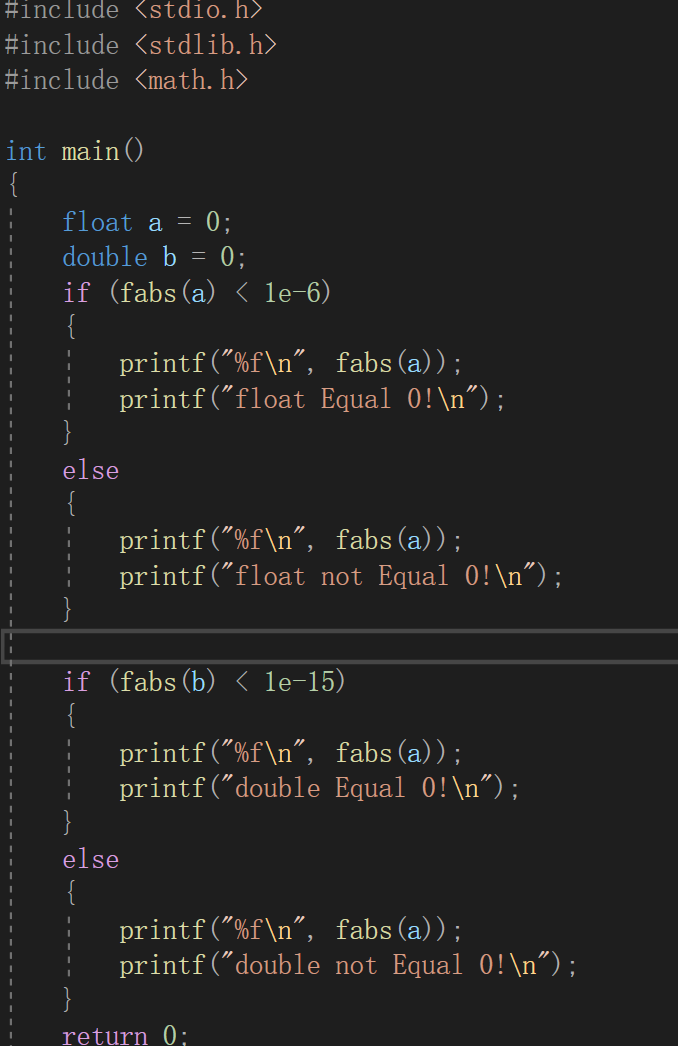 #include <stdio.h>
#include <stdlib.h>
#include <math.h>
int main()
{
float a = 0;
double b = 0;
if (fabs(a) < 1e-6)
{
printf("%f\n", fabs(a));
printf("float Equal 0!\n");
}
else
{
printf("%f\n", fabs(a));
printf("float not Equal 0!\n");
}
if (fabs(b) < 1e-15)
{
printf("%f\n", fabs(a));
printf("double Equal 0!\n");
}
else
{
printf("%f\n", fabs(a));
printf("double not Equal 0!\n");
}
return 0;